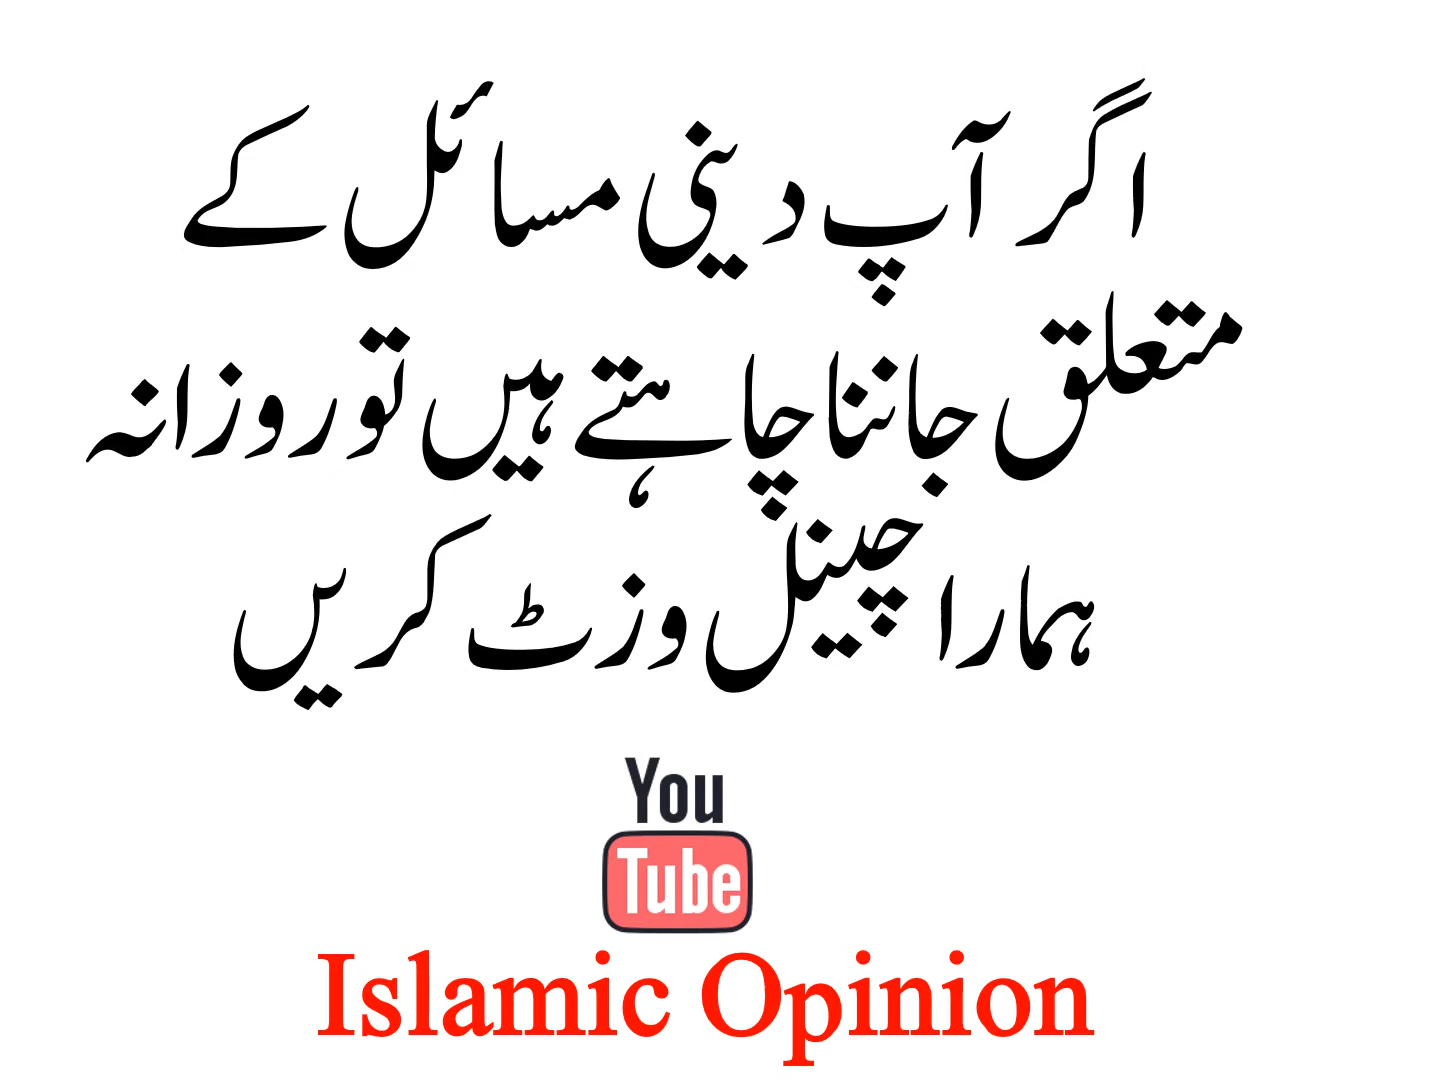 اگر آپ دینی مسائل کے
متعلق جاننا چاہتے ہیں تو روزانہ
ہمارا چینل وزٹ کریں
You
Tube
Islamic Opinion